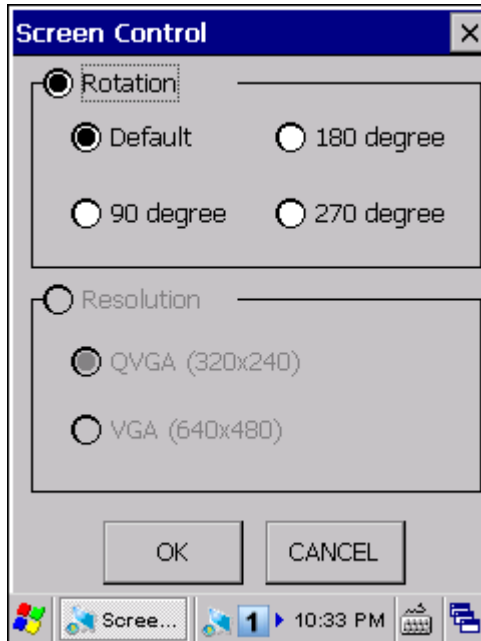 Screen Control
Rotation
Default
180 degree
90 degree
270 degree
Resolution
QVGA (320x240)
VGA (640x480)
OK
CANCEL
Scree...
1
10:33 PM